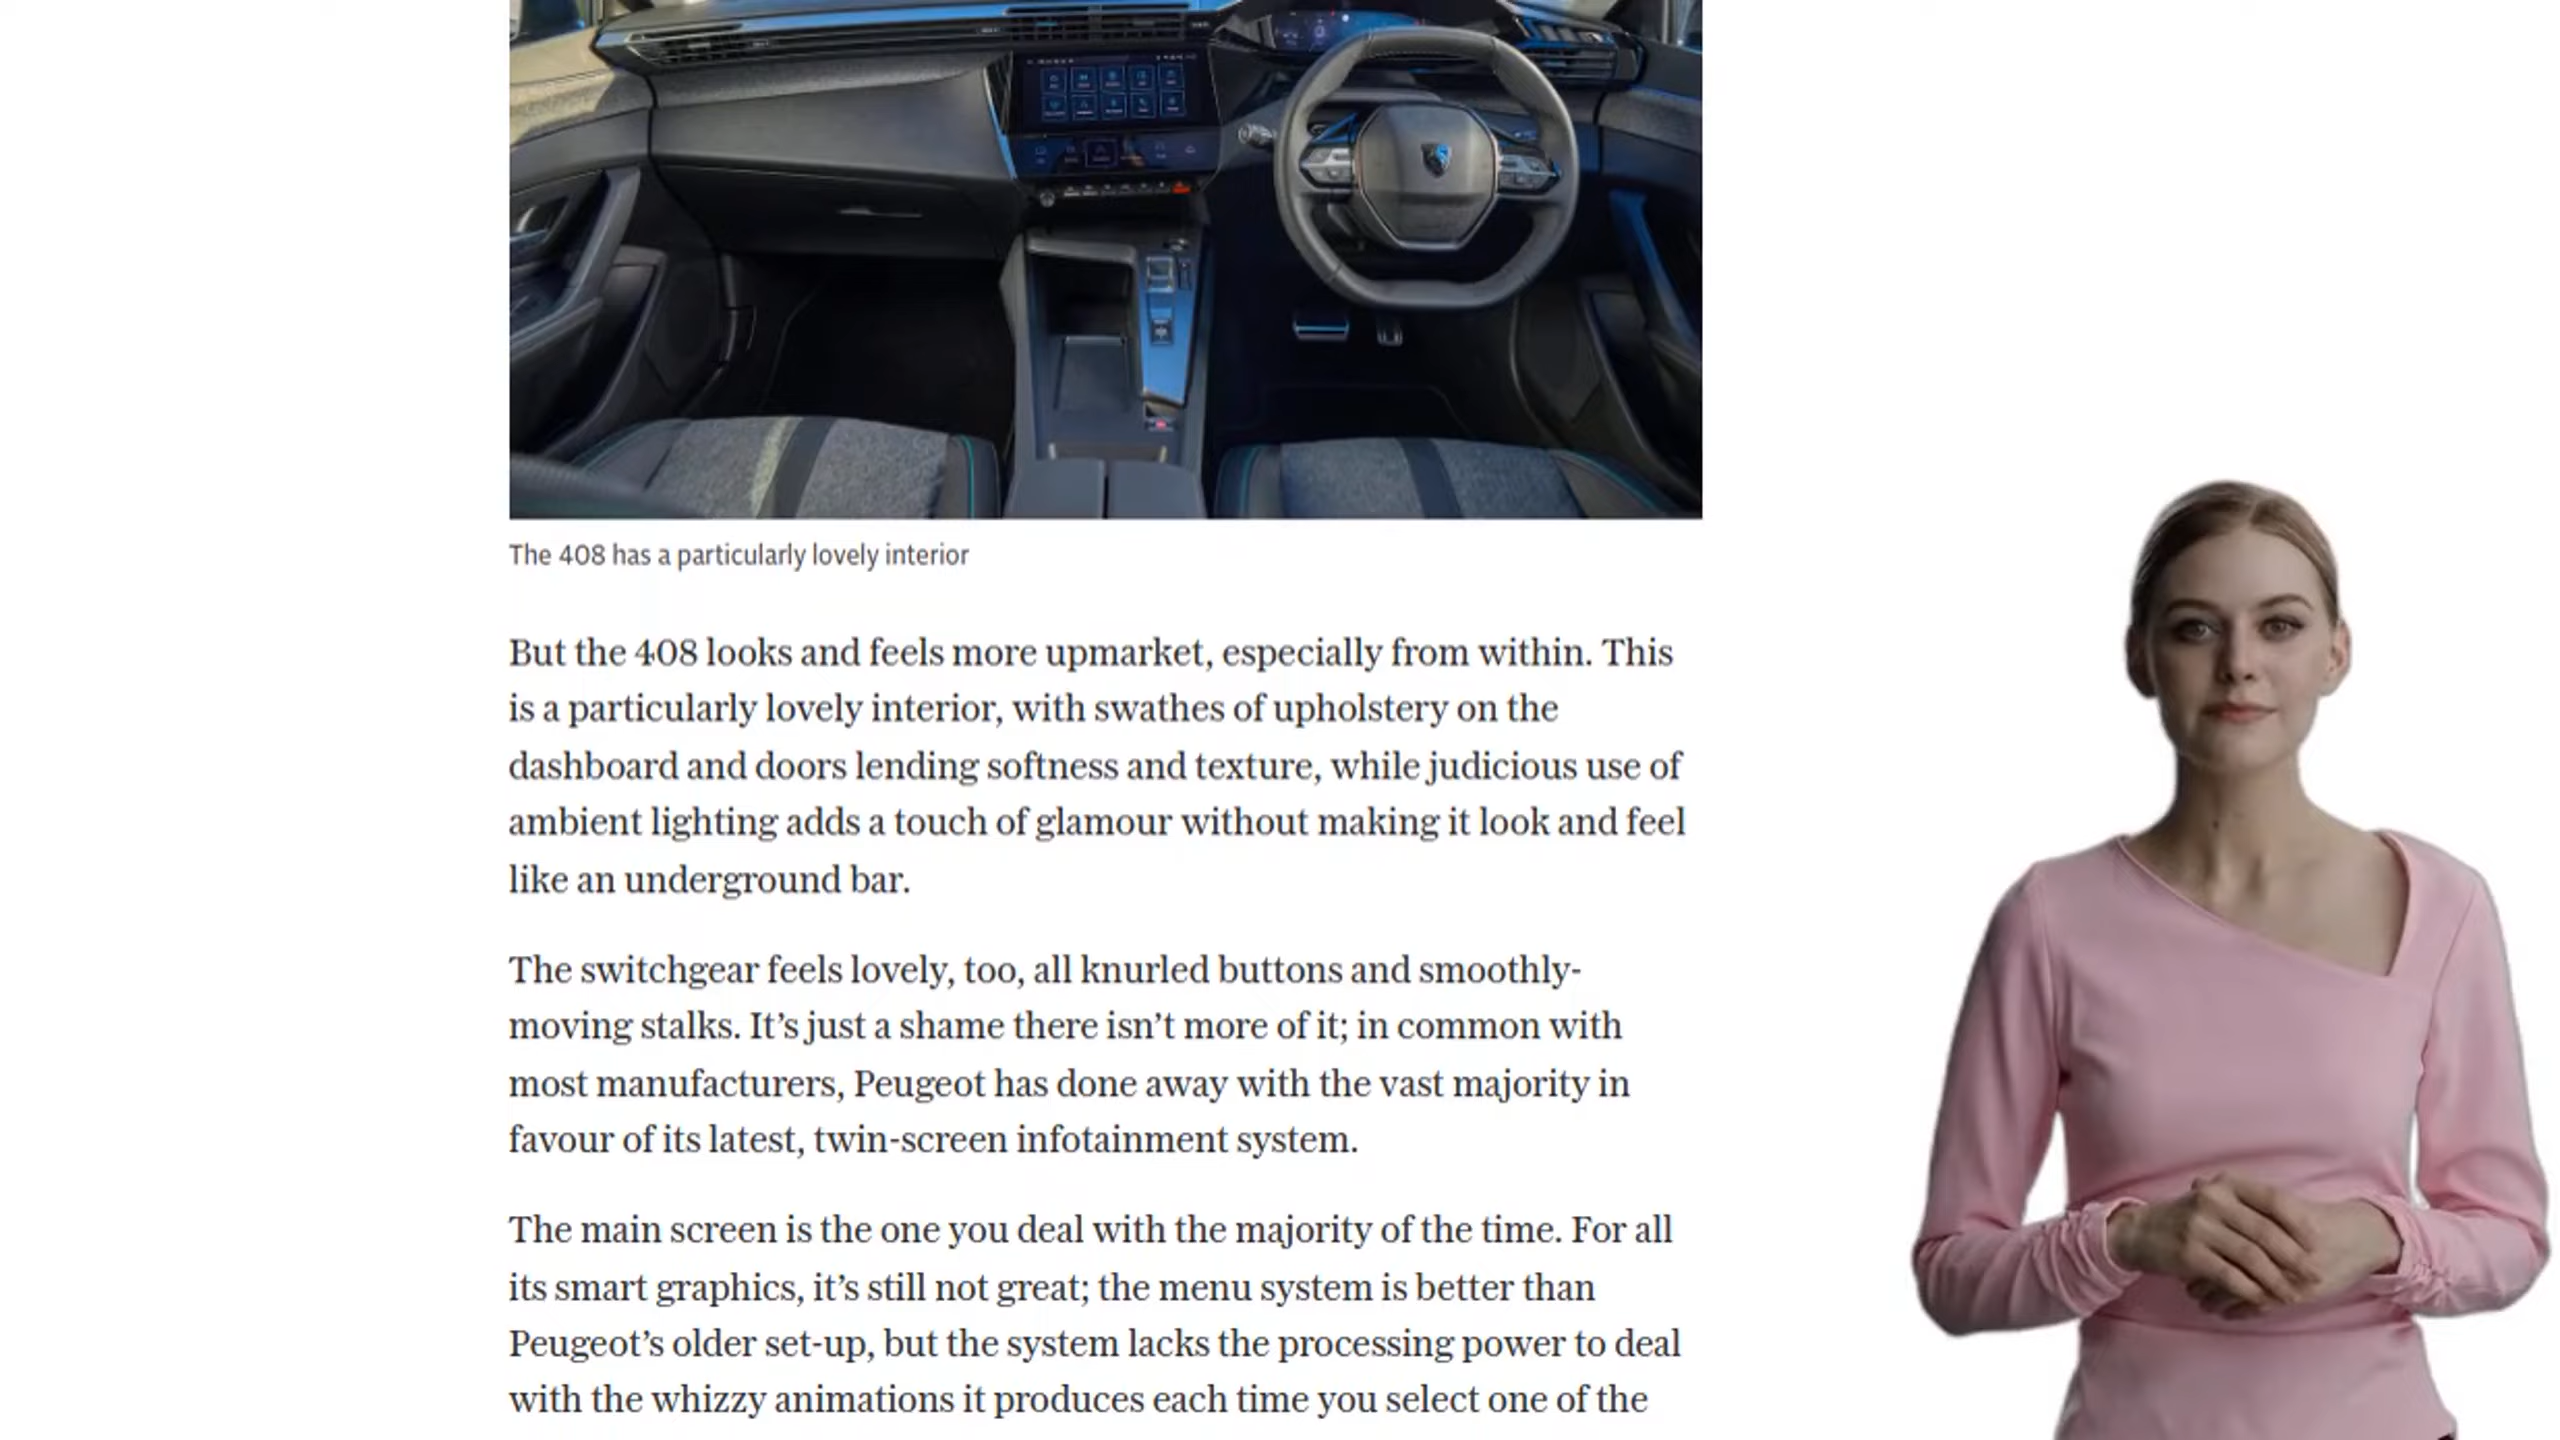 The 408 has a particularly lovely interior
But the 408 looks and feels more upmarket, especially from within. This
is a particularly lovely interior, with swathes of upholstery on the
dashboard and doors lending softness and texture, while judicious use of
ambient lighting adds a touch of glamour without making it look and feel
like an underground bar.
The switchgear feels lovely, too, all knurled buttons and smoothly-
moving stalks. It’s just a shame there isn’t more of it; in common with
most manufacturers, Peugeot has done away with the vast majority in
favour of its latest, twin-screen infotainment system.
The main screen is the one you deal with the majority of the time. For all
its smart graphics, it’s still not great; the menu system is better than
Peugeot’s older set-up, but the system lacks the processing power to deal
with the whizzy animations it produces each time you select one of the